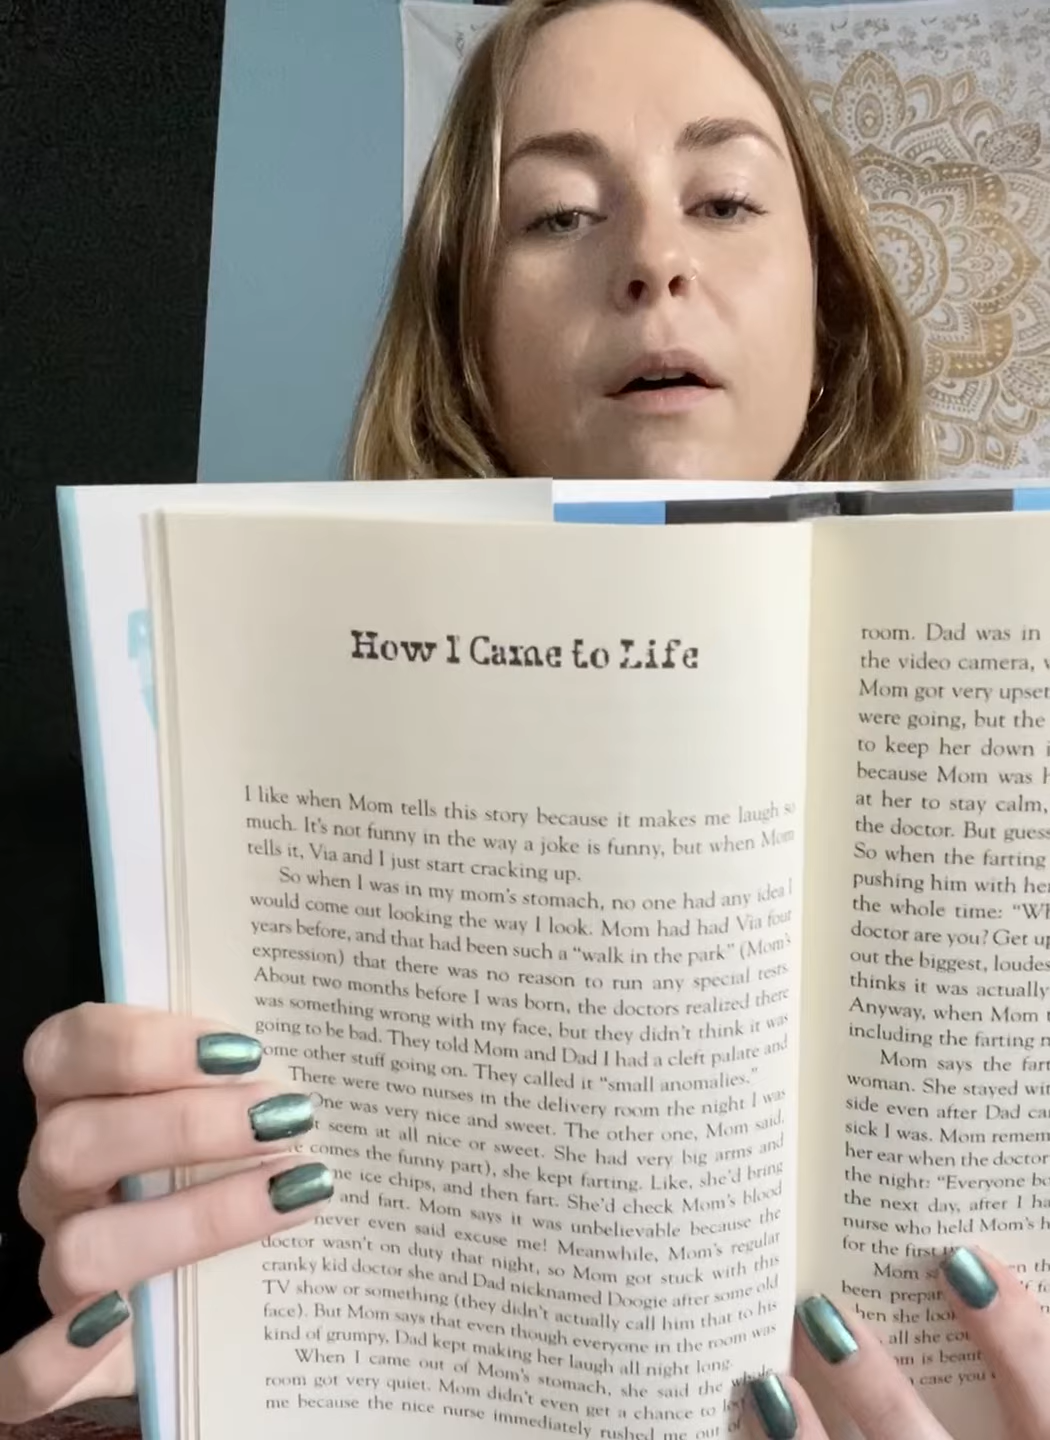 How I Came to Life
I like when Mom tells this story because it makes me laugh so
much. It's not funny in the way a joke is funny, but when Mom
tells it, Via and I just start cracking up.
So when I was in my mom's stomach, no one had any idea I
would come out looking the way I look. Mom had had Via four
years before, and that had been such a "walk in the park" (Mom's
expression) that there was no reason to run any special tests.
About two months before I was born, the doctors realized there
was something wrong with my face, but they didn't think it was
going to be bad. They told Mom and Dad I had a cleft palate and
ome other stuff going on. They called it "small anomalies."
There were two nurses in the delivery room the night I was
One was very nice and sweet. The other one, Mom said,
t seem at all nice or sweet. She had very big arms and
comes the funny part), she kept farting. Like, she'd bring
ne ice chips, and then fart. She'd check Mom's blood
and fart. Mom says it was unbelievable because the
never even said excuse me! Meanwhile, Mom's regular
doctor wasn't on duty that night, so Mom got stuck with this
cranky kid doctor she and Dad nicknamed Doogie after some old
TV show or something (they didn't actually call him that to his
face). But Mom says that even though everyone in the room was
kind of grumpy, Dad kept making her laugh all night long.
When I came out of Mom's stomach, she said the whole
room got very quiet. Mom didn't even get a chance to
me because the nice nurse immediately rushed me out of
room. Dad was in
the video camera,
Mom got very upset
were going, but the
to keep her down
because Mom was
at her to stay calm,
the doctor. But guess
So when the farting
pushing him with her
the whole time:
doctor are you? Get up
out the biggest, loudes
thinks it was actually
Anyway, when Mom
including the farting
Mom says the fart
woman. She stayed wit
side even after Dad ca
sick I was. Mom remem
her ear when the doctor
the night: "Everyone bo
the next day, after I ha
nurse who held Mom's h
for the first
Mom
been prepar
hen she loo
all she co
m is beaut
case you